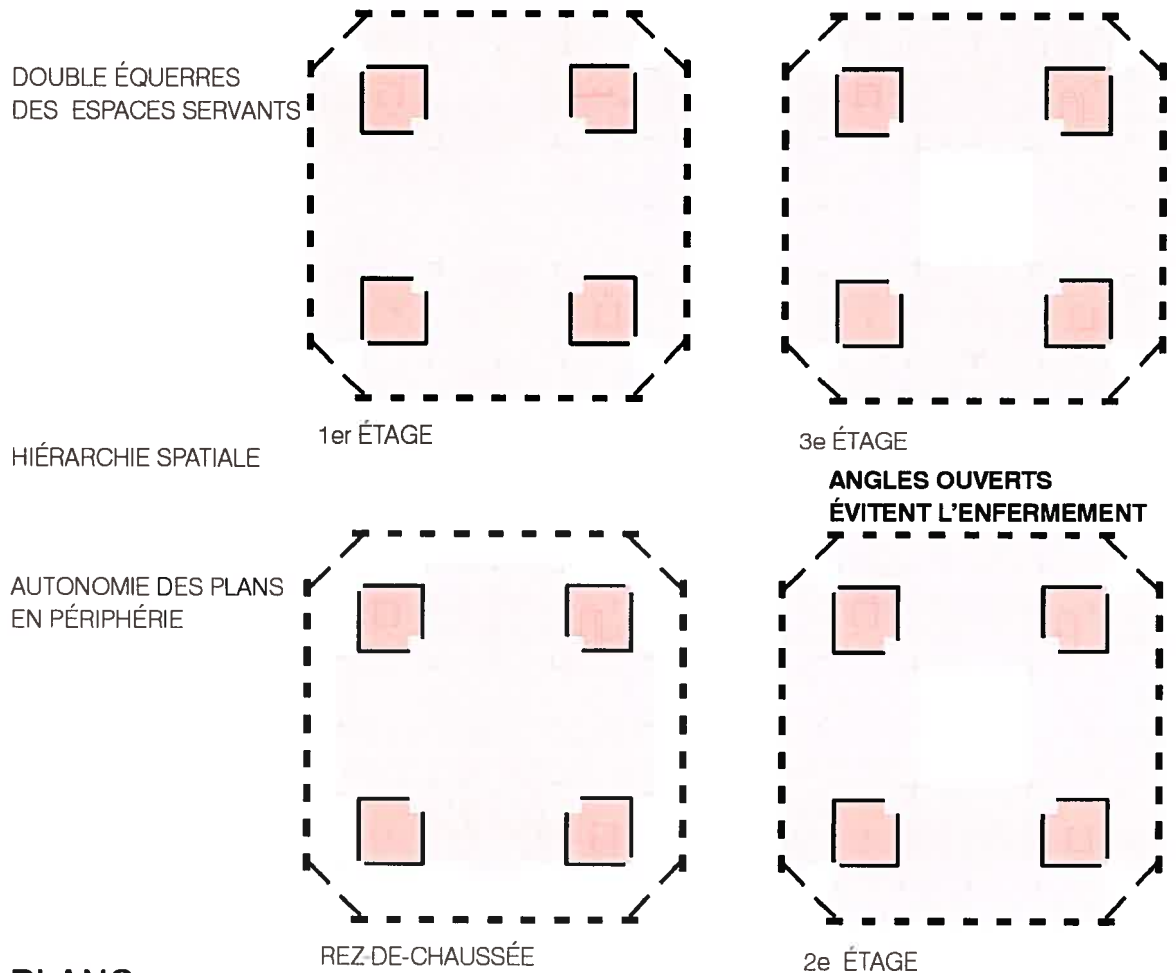 DOUBLE ÉQUERRES
DES ESPACES SERVANTS
1er ÉTAGE
3e ÉTAGE
HIÉRARCHIE SPATIALE
ANGLES OUVERTS
ÉVITENT L'ENFERMEMENT
AUTONOMIE DES PLANS
EN PÉRIPHÉRIE
REZ-DE-CHAUSSÉE
2e ÉTAGE